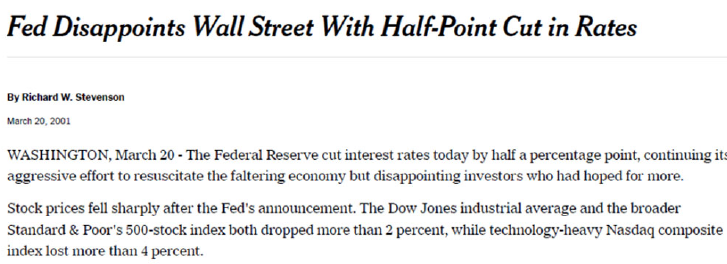 Fed Disappoints Wall Street With Half-Point Cut in Rates
By Richard W. Stevenson
March 20, 2001
WASHINGTON, March 20 - The Federal Reserve cut interest rates today by half a percentage point, continuing its
aggressive effort to resuscitate the faltering economy but disappointing investors who had hoped for more.
Stock prices fell sharply after the Fed's announcement. The Dow Jones industrial average and the broader
Standard & Poor's 500-stock index both dropped more than 2 percent, while technology-heavy Nasdaq composite
index lost more than 4 percent.